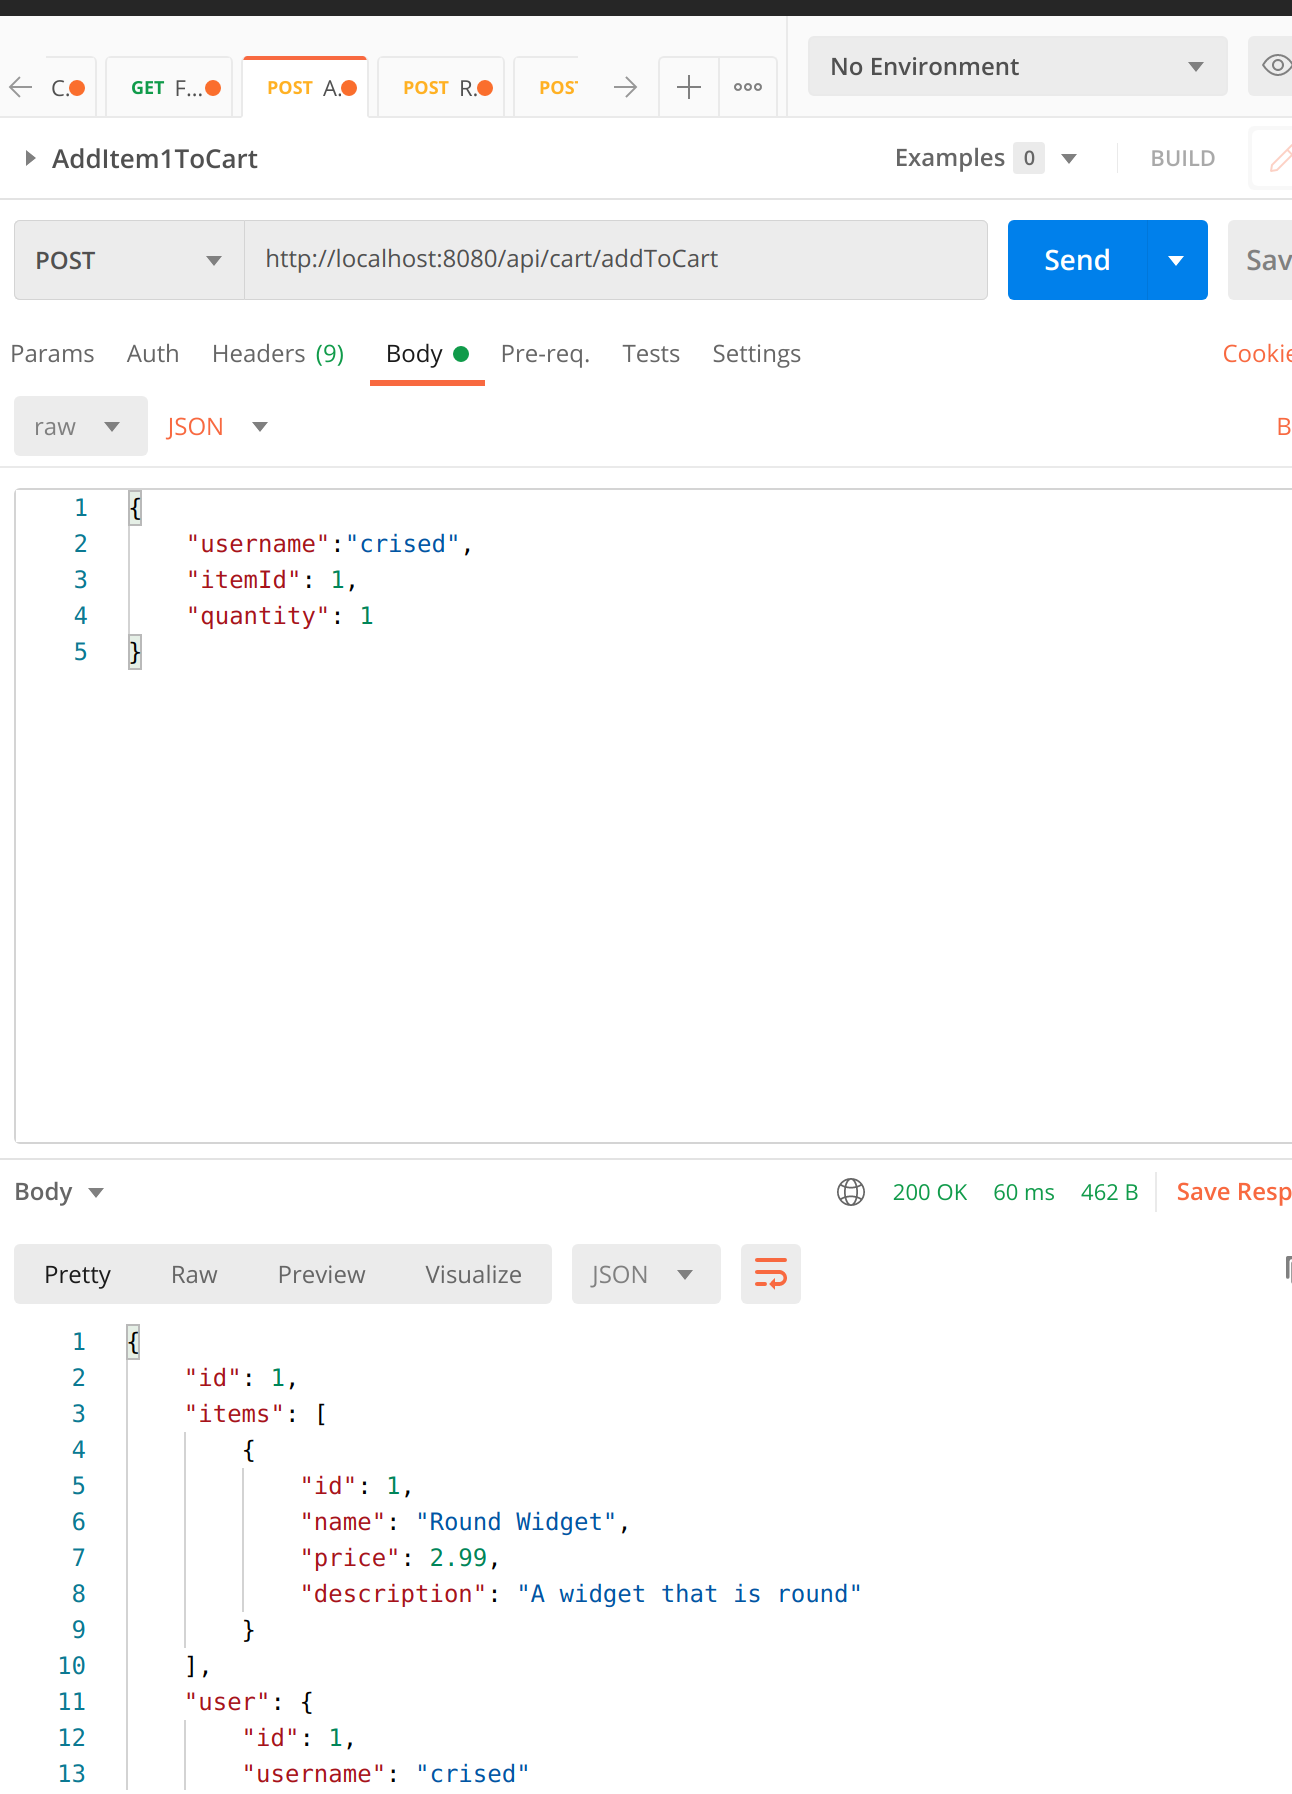 C. GET F... POST A. POST R. POS No Environment
AddItem1ToCart Examples 0 BUILD
POST http://localhost:8080/api/cart/addToCart Send Sav
Params Auth Headers (9) Body Pre-req. Tests Settings Cookie
raw JSON B
1 {
2 "username":"crised",
3 "itemId": 1,
4 "quantity": 1
5 }
Body 200 OK 60 ms 462 B Save Resp
Pretty Raw Preview Visualize JSON
1 {
2 "id": 1,
3 "items": [
4 {
5 "id": 1,
6 "name": "Round Widget",
7 "price": 2.99,
8 "description": "A widget that is round"
9 }
10 ],
11 "user": {
12 "id": 1,
13 "username": "crised"